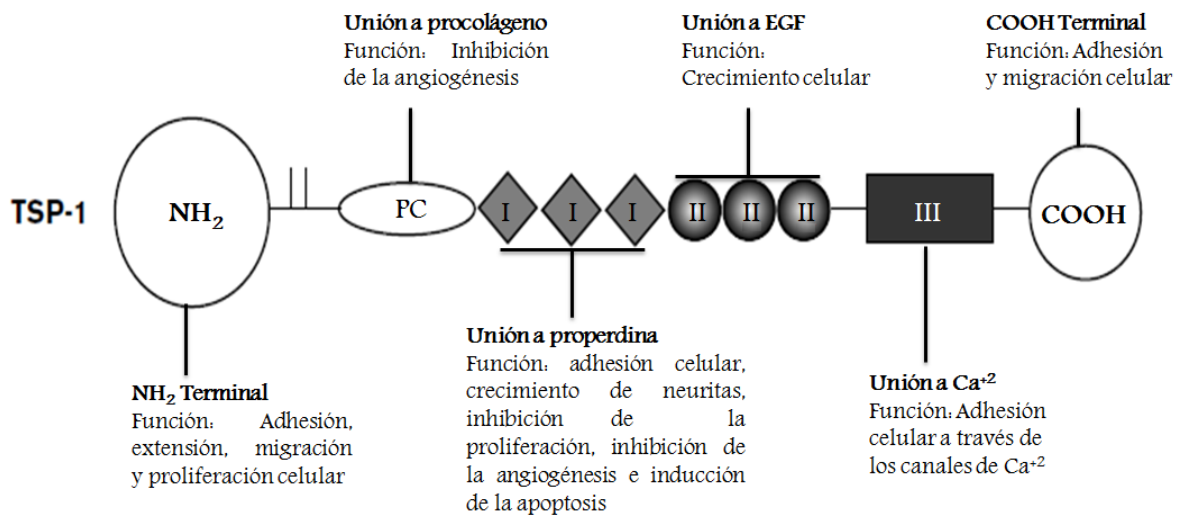 Unión a procolágeno
Función: Inhibición
de la angiogénesis
Unión a EGF
Función:
Crecimiento celular
COOH Terminal
Función: Adhesión
y migración celular
TSP-1
NH₂
PC
I
I
I
II
II
II
III
COOH
NH₂ Terminal
Función: Adhesión,
extensión, migración
y proliferación celular
Unión a properdina
Función: adhesión celular,
crecimiento de neuritas,
inhibición de la
proliferación, inhibición de
la angiogénesis e inducción
de la apoptosis
Unión a Ca⁺²
Función: Adhesión
celular a través de
los canales de Ca⁺²